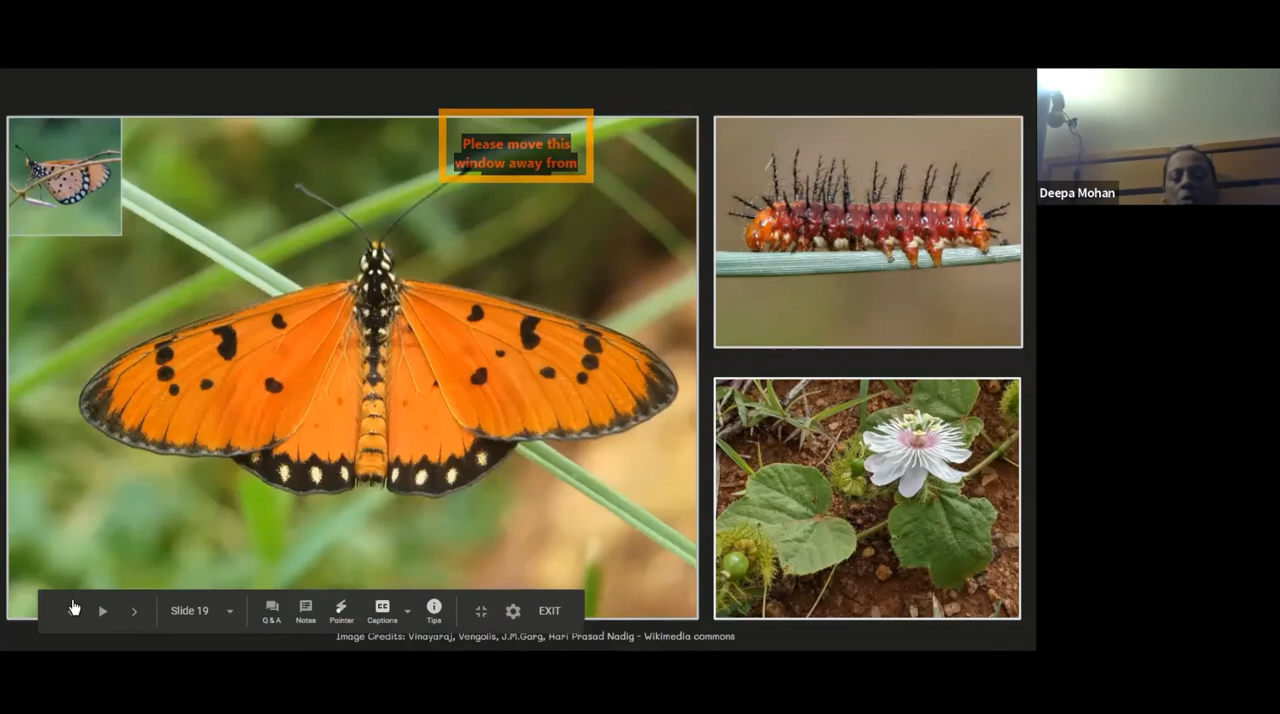 Please move this
window away from
Deepa Mohan
Slide 19
Q & A
Notes
Pointer
Captions
Tips
EXIT
Image Credits: Vinayaraj, Vengolis, J.M.Garg, Hari Prasad Nadig - Wikimedia commons